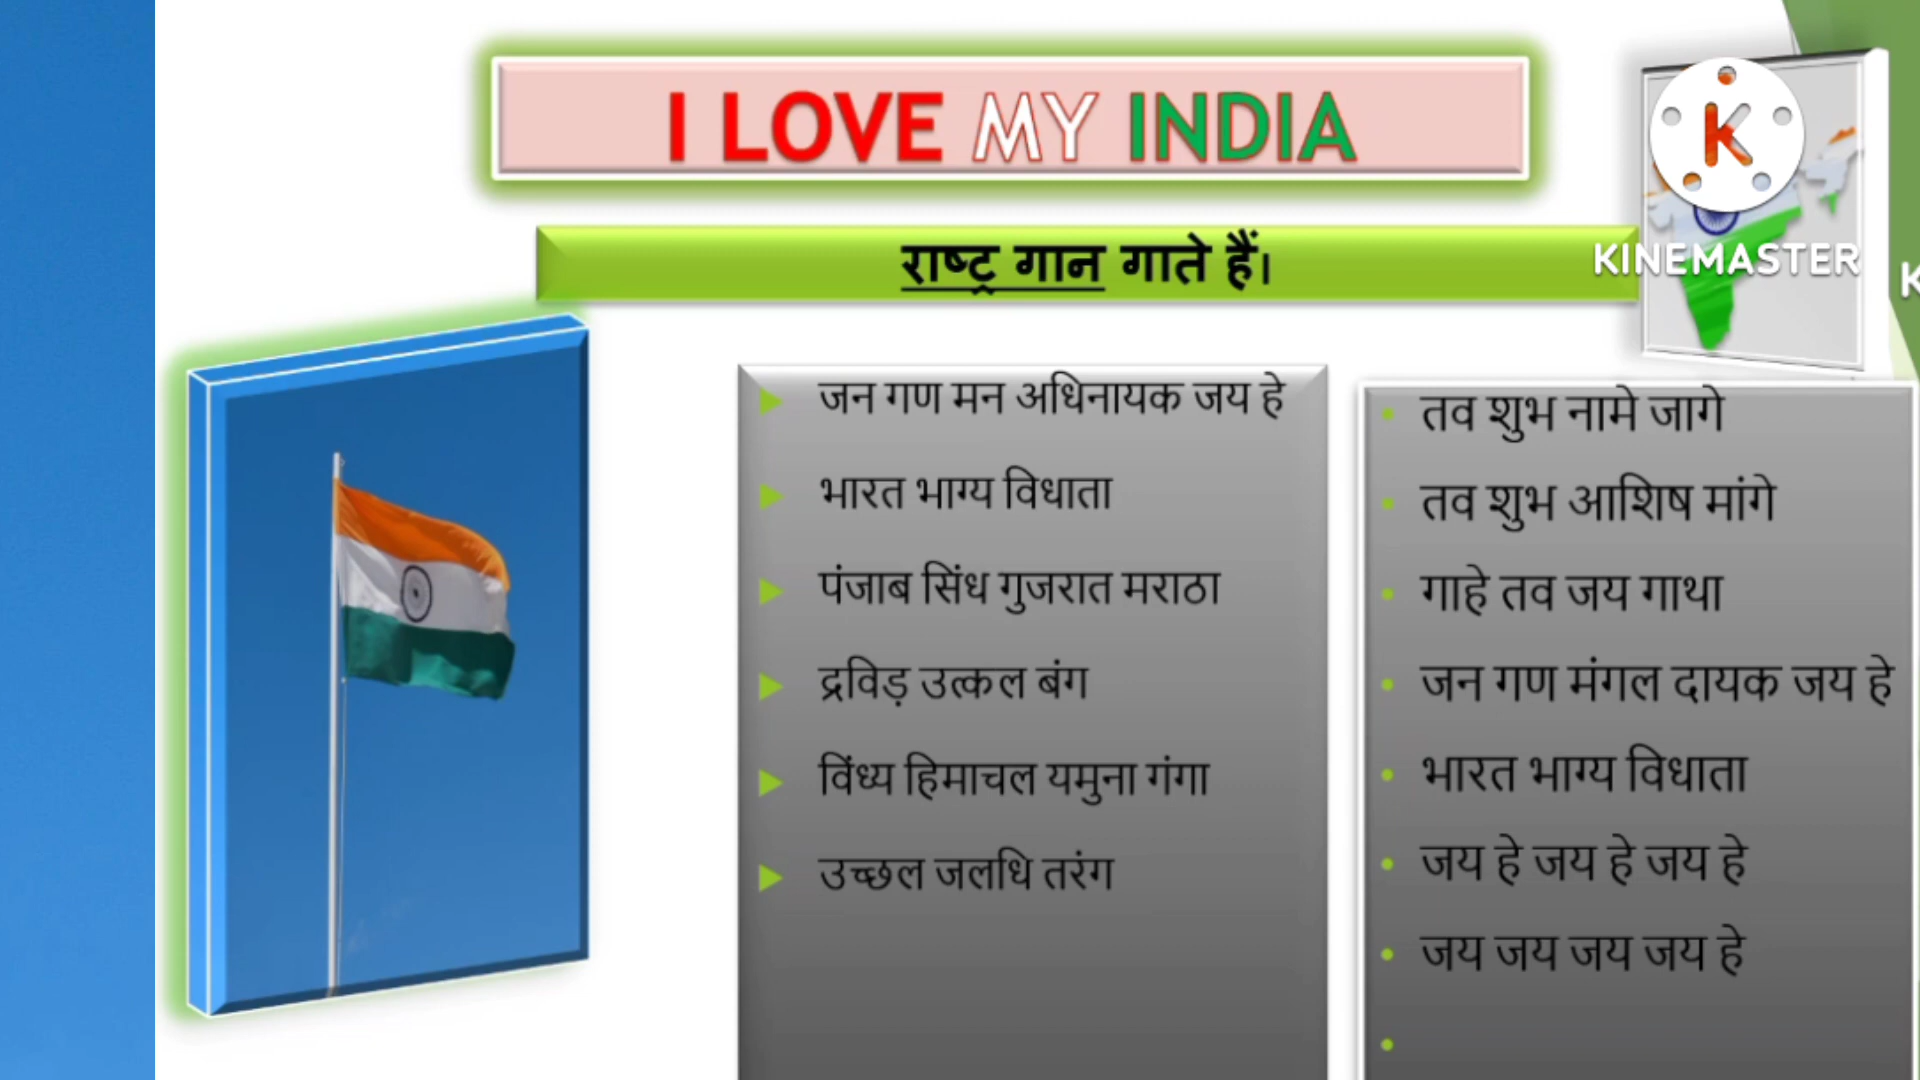 I LOVE MY INDIA
राष्ट्र गान गाते हैं।
जन गण मन अधिनायक जय हे
भारत भाग्य विधाता
पंजाब सिंध गुजरात मराठा
द्रविड़ उत्कल बंग
विंध्य हिमाचल यमुना गंगा
उच्छल जलधि तरंग
तव शुभ नामे जागे
तव शुभ आशिष मांगे
गाहे तव जय गाथा
जन गण मंगल दायक जय हे
भारत भाग्य विधाता
जय हे जय हे जय हे
जय जय जय जय हे
K
KINEMASTER
K